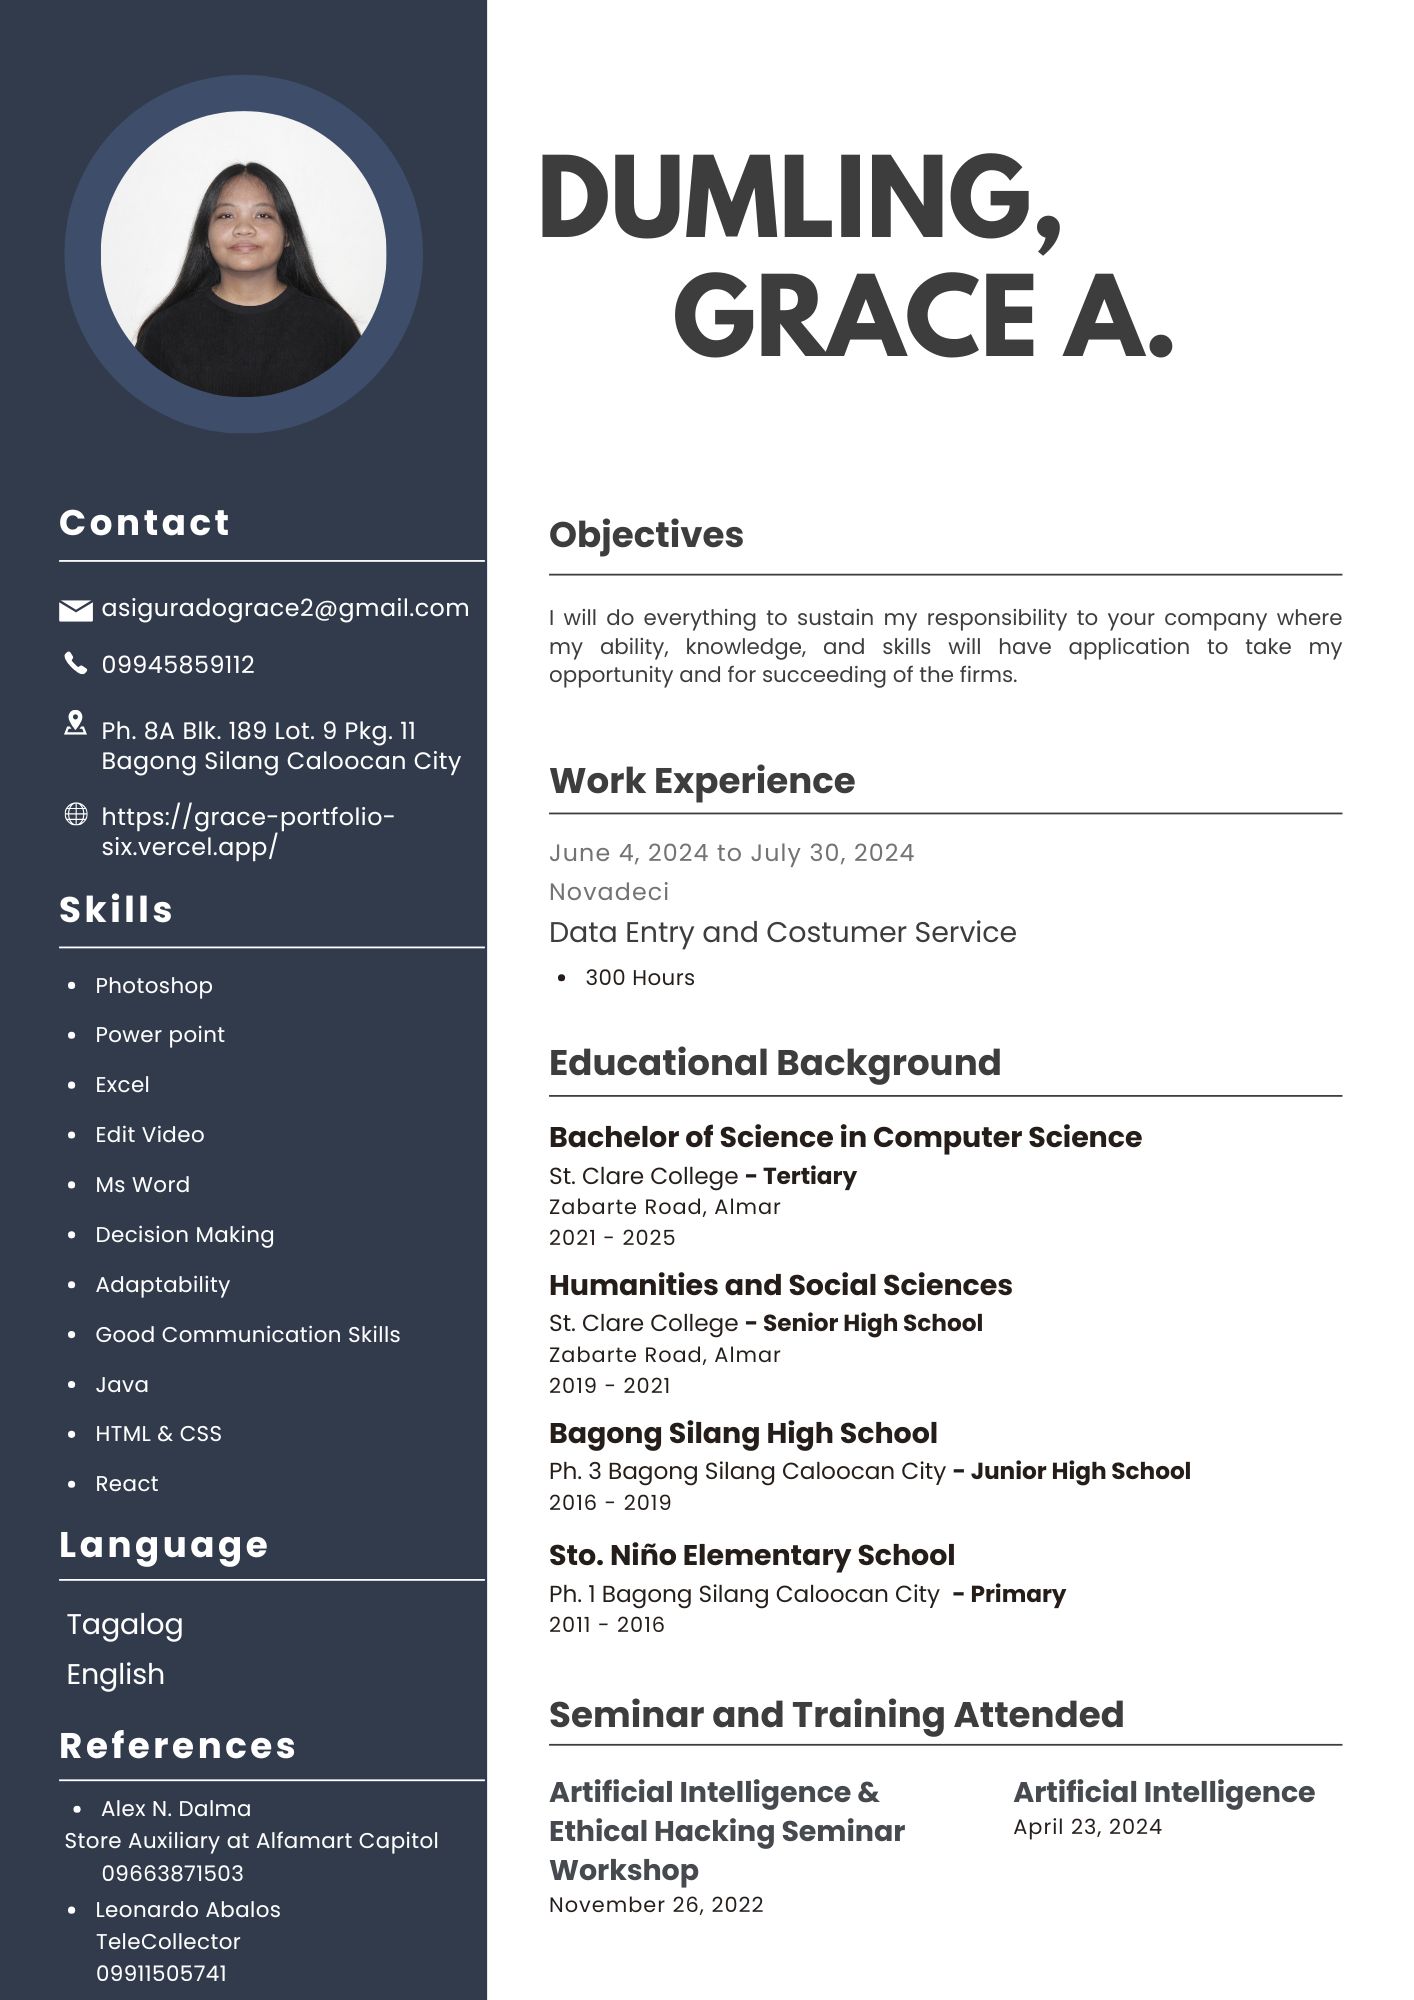 DUMLING,
GRACE A.
Contact
asiguradograce2@gmail.com
09945859112
Ph. 8A Blk. 189 Lot. 9 Pkg. 11
Bagong Silang Caloocan City
https://grace-portfolio-
six.vercel.app/
Skills
• Photoshop
• Power point
• Excel
• Edit Video
• Ms Word
• Decision Making
• Adaptability
• Good Communication Skills
• Java
• HTML & CSS
• React
Language
Tagalog
English
References
• Alex N. Dalma
Store Auxiliary at Alfamart Capitol
09663871503
• Leonardo Abalos
TeleCollector
09911505741
Objectives
I will do everything to sustain my responsibility to your company where
my ability, knowledge, and skills will have application to take my
opportunity and for succeeding of the firms.
Work Experience
June 4, 2024 to July 30, 2024
Novadeci
Data Entry and Costumer Service
• 300 Hours
Educational Background
Bachelor of Science in Computer Science
St. Clare College - Tertiary
Zabarte Road, Almar
2021 - 2025
Humanities and Social Sciences
St. Clare College - Senior High School
Zabarte Road, Almar
2019 - 2021
Bagong Silang High School
Ph. 3 Bagong Silang Caloocan City - Junior High School
2016 - 2019
Sto. Niño Elementary School
Ph. 1 Bagong Silang Caloocan City - Primary
2011 - 2016
Seminar and Training Attended
Artificial Intelligence &
Ethical Hacking Seminar
Workshop
November 26, 2022
Artificial Intelligence
April 23, 2024